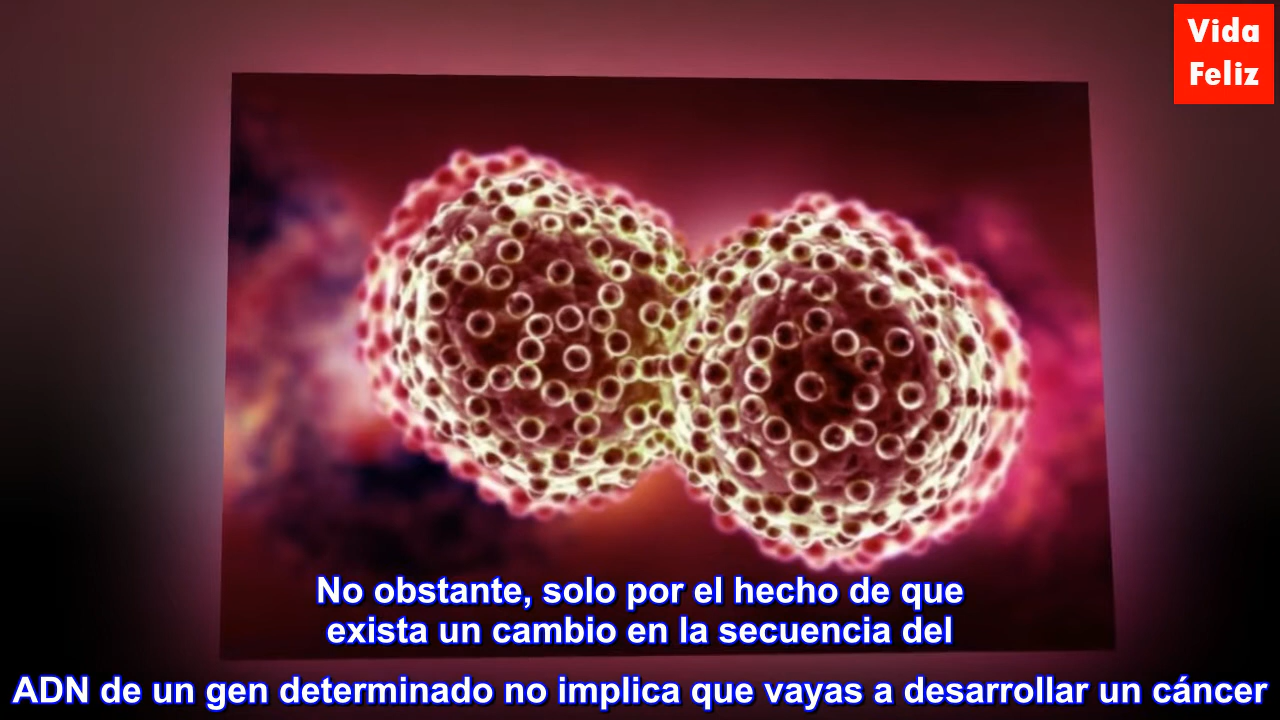 Vida
Feliz
No obstante, solo por el hecho de que
exista un cambio en la secuencia del
ADN de un gen determinado no implica que vayas a desarrollar un cáncer